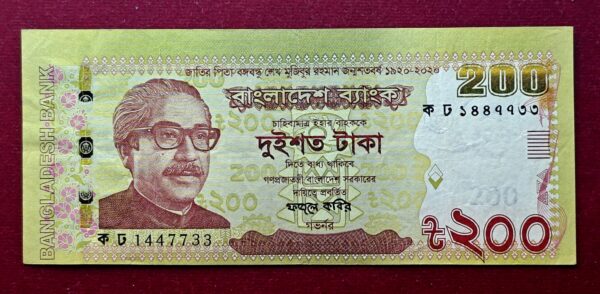 জাতির পিতা বঙ্গবন্ধু শেখ মুজিবুর রহমান জন্মশতবর্ষ ১৯২০-২০২০
200
বাংলাদেশ ব্যাংক
ক ঢ ১৪৪৭৭৩৩
চাহিবামাত্র ইহার বাহককে
দুইশত টাকা
দিতে বাধ্য থাকিবে
গণপ্রজাতন্ত্রী বাংলাদেশ সরকারের
দায়িত্বে প্রবর্তিত
ফজলে কবির
গভর্নর
ক ঢ 1447733
৳২০০
৳২০০
BANGLADESH BANK